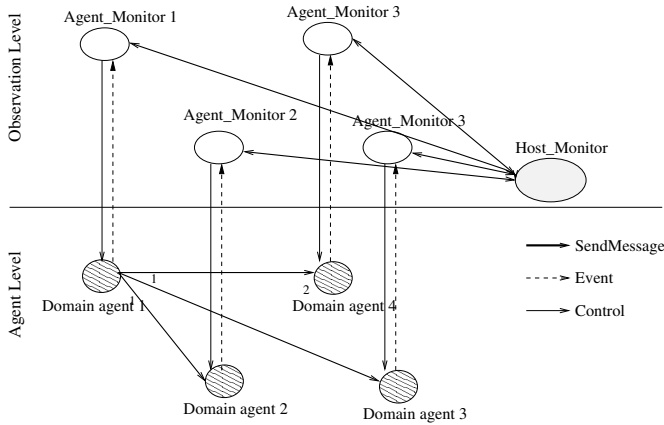 Agent_Monitor 1
Agent_Monitor 3
Observation Level
Agent_Monitor 2
Agent_Monitor 3
Host_Monitor
SendMessage
1
2
Event
Domain agent 1
1
Domain agent 4
Control
Agent Level
Domain agent 2
Domain agent 3